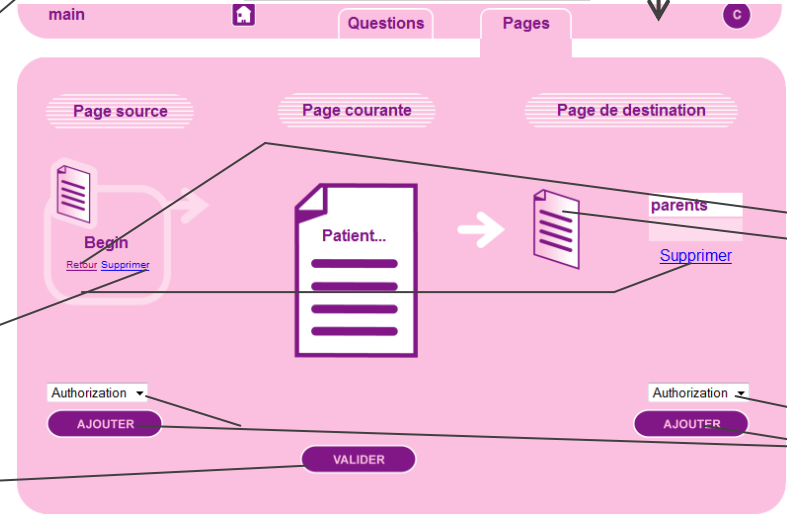 main
C
Questions
Pages
Page source
Page courante
Page de destination
Begin
Retour Supprimer
Patient...
parents
Supprimer
Authorization
Authorization
AJOUTER
AJOUTER
VALIDER